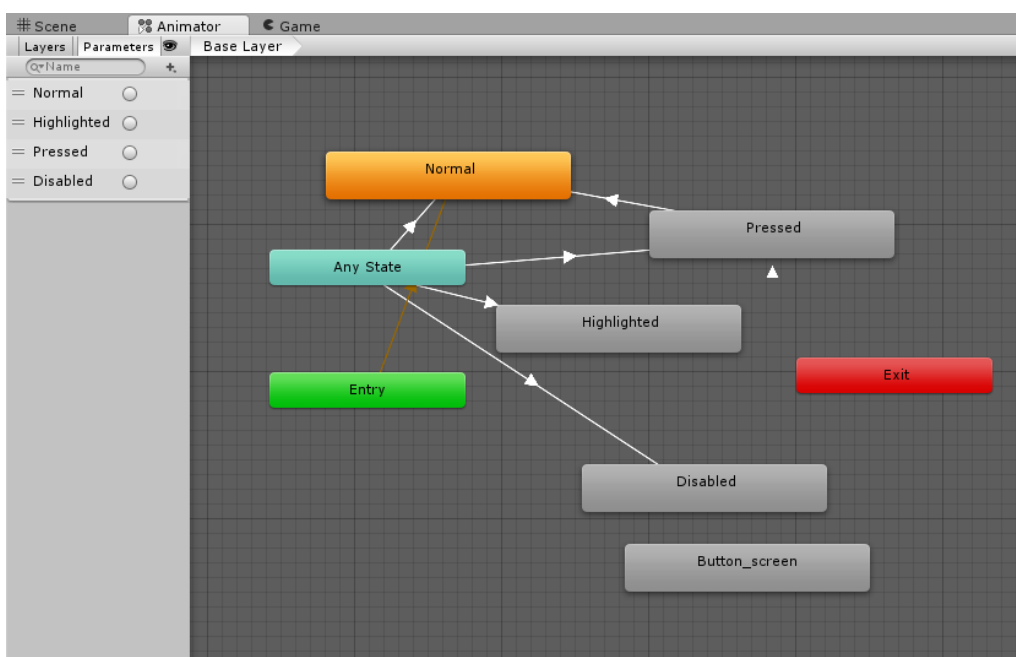 Scene Animator Game
Layers Parameters Base Layer
Name
Normal
Highlighted
Pressed
Disabled
Normal
Pressed
Any State
Highlighted
Exit
Entry
Disabled
Button_screen